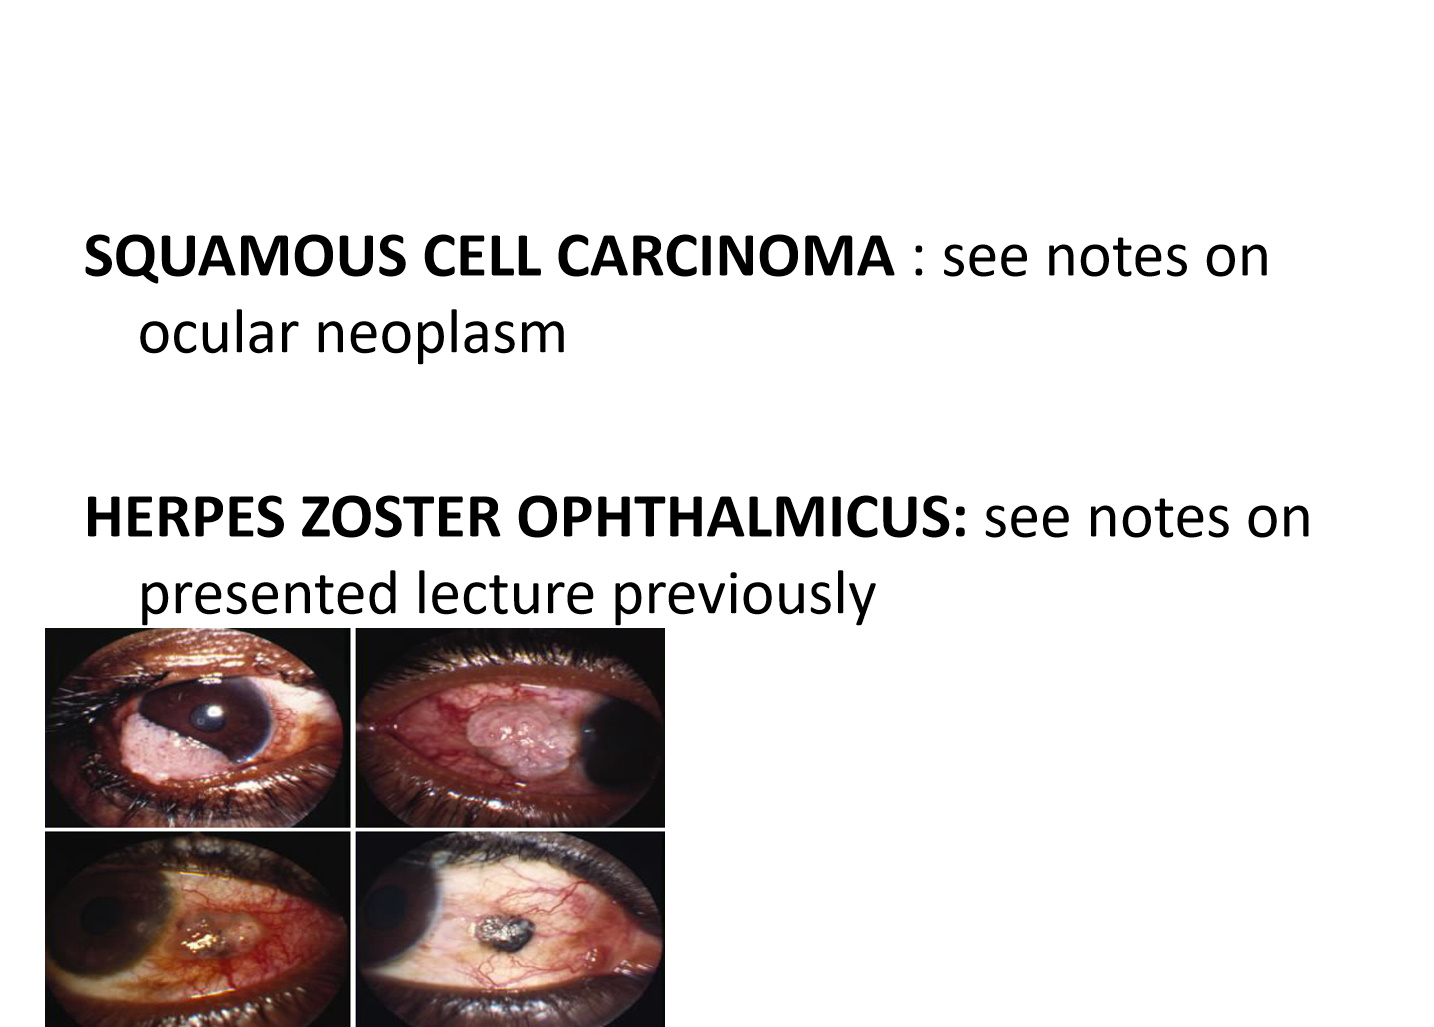 SQUAMOUS CELL CARCINOMA : see notes on
ocular neoplasm
HERPES ZOSTER OPHTHALMICUS: see notes on
presented lecture previously